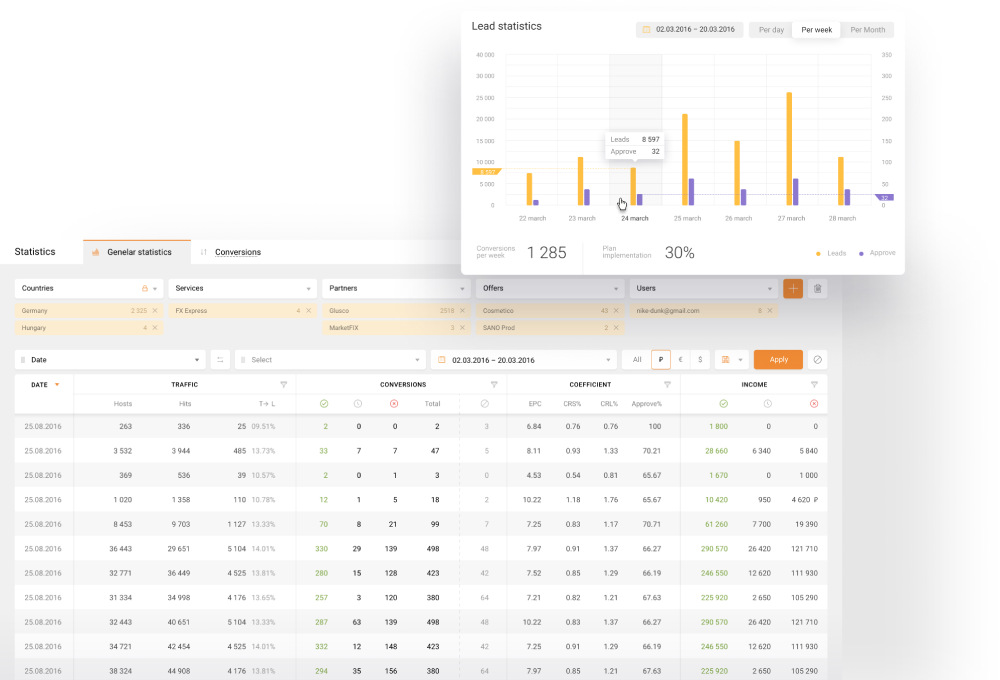 Lead statistics
02.03.2016 – 20.03.2016 Per day Per week Per Month
40 000 350
30 000 300
25 000 250
20 000 200
15 000 Leads 8 597 150
Approve 32
10 000 100
8 597
5 000 50
32
0 0
22 march 23 march 24 march 25 march 26 march 27 march 28 march
Conversions per week 1 285 Plan implementation 30% Leads Approve
Statistics Genelar statistics Conversions
Countries Services Partners Offers Users
Germany 2 325 FX Express 4 Glusco 2518 Cosmetico 43 nike-dunk@gmail.com 8
Hungary 4 MarketFIX 3 SANO Prod 2
Date Select 02.03.2016 – 20.03.2016 All ₽ € $ Apply
DATE TRAFFIC CONVERSIONS COEFFICIENT INCOME
Hosts Hits T→ L Total EPC CRS% CRL% Approve%
25.08.2016 263 336 25 09.51% 2 0 0 2 3 6.84 0.76 0.76 100 1 800 0 0
25.08.2016 3 532 3 944 485 13.73% 33 7 7 47 5 8.11 0.93 1.33 70.21 28 660 6 340 5 840
25.08.2016 369 536 39 10.57% 2 0 1 3 0 4.53 0.54 0.81 65.67 1 670 0 1 000
25.08.2016 1 020 1 358 110 10.78% 12 1 5 18 2 10.22 1.18 1.76 65.67 10 420 950 4 620 ₽
25.08.2016 8 453 9 703 1 127 13.33% 70 8 21 99 7 7.25 0.83 1.17 70.71 61 260 7 700 19 390
25.08.2016 36 443 29 651 5 104 14.01% 330 29 139 498 48 7.97 0.91 1.37 66.27 290 570 26 420 121 710
25.08.2016 32 771 36 449 4 525 13.81% 280 15 128 423 42 7.52 0.85 1.29 66.19 246 550 12 620 111 930
25.08.2016 31 334 34 998 4 176 13.65% 257 3 120 380 64 7.21 0.82 1.21 67.63 225 920 2 650 105 290
25.08.2016 32 443 40 651 5 104 13.33% 287 63 139 498 48 10.22 0.83 1.37 66.27 290 570 26 420 121 710
25.08.2016 34 721 42 454 4 525 14.01% 332 12 148 423 42 7.25 0.91 1.29 66.19 246 550 12 620 111 930
25.08.2016 38 324 44 908 4 176 13.81% 294 35 156 380 64 7.97 0.85 1.21 67.63 225 920 2 650 105 290